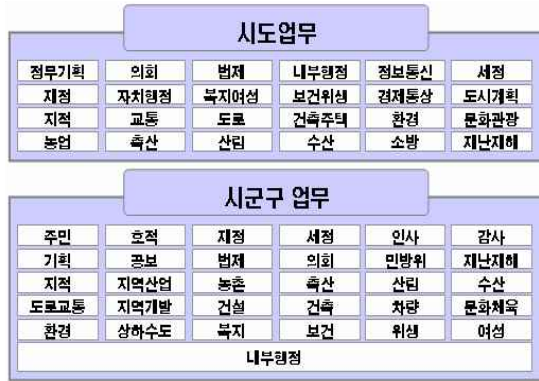 시도업무
정무기획 의회 법제 내부행정 정보통신 세정
재정 자치행정 복지여성 보건위생 경제통상 도시계획
지적 교통 도로 건축주택 환경 문화관광
농업 축산 산림 수산 소방 재난재해
시군구 업무
주민 호적 재정 세정 인사 감사
기획 공보 법제 의회 민방위 재난재해
지적 지역산업 농촌 축산 산림 수산
도로교통 지역개발 건설 건축 차량 문화체육
환경 상하수도 복지 보건 위생 여성
내부행정